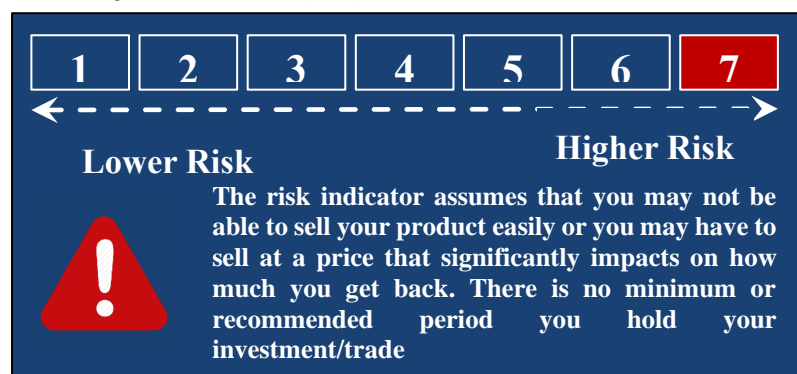 1 2 3 4 5 6 7
Lower Risk
Higher Risk
The risk indicator assumes that you may not be
able to sell your product easily or you may have to
sell at a price that significantly impacts on how
much you get back. There is no minimum or
recommended period you hold your
investment/trade